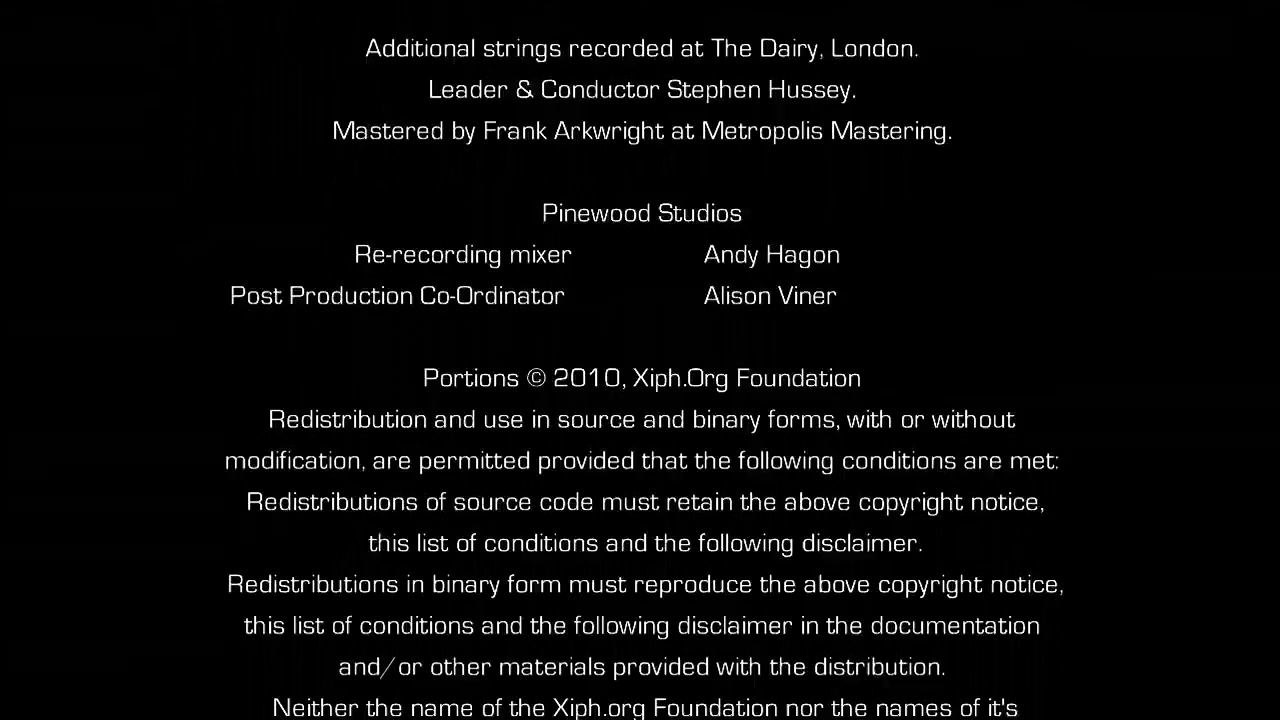 Additional strings recorded at The Dairy, London.
Leader & Conductor Stephen Hussey.
Mastered by Frank Arkwright at Metropolis Mastering.
Pinewood Studios
Re-recording mixer Andy Hagon
Post Production Co-Ordinator Alison Viner
Portions © 2010, Xiph.Org Foundation
Redistribution and use in source and binary forms, with or without
modification, are permitted provided that the following conditions are met:
Redistributions of source code must retain the above copyright notice,
this list of conditions and the following disclaimer.
Redistributions in binary form must reproduce the above copyright notice,
this list of conditions and the following disclaimer in the documentation
and/or other materials provided with the distribution.
Neither the name of the Xiph.org Foundation nor the names of it's